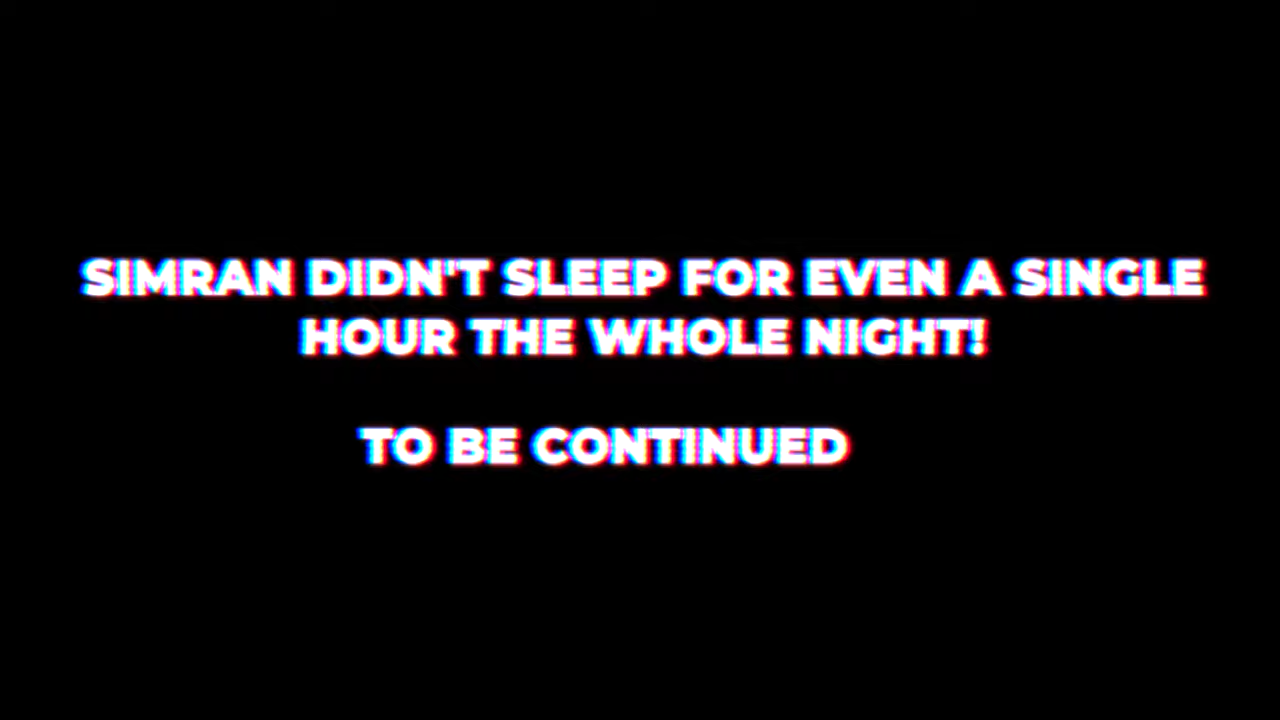 SIMRAN DIDN'T SLEEP FOR EVEN A SINGLE
HOUR THE WHOLE NIGHT!
TO BE CONTINUED